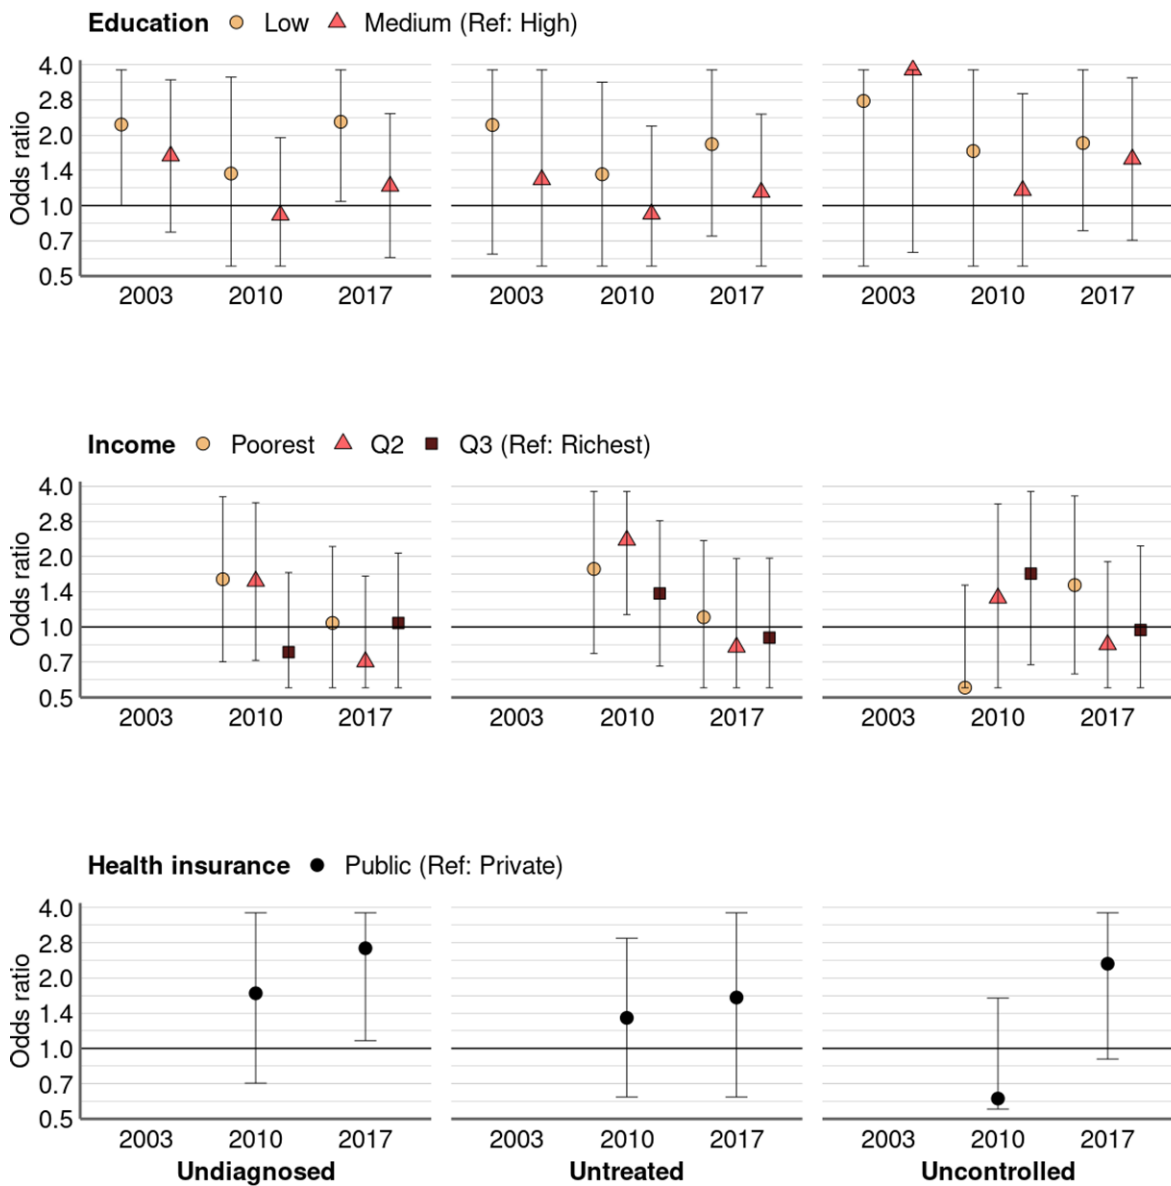 Education Low Medium (Ref: High)
4.0
2.8
2.0
1.4
1.0
0.7
0.5
Odds ratio
2003 2010 2017 2003 2010 2017 2003 2010 2017
Income Poorest Q2 Q3 (Ref: Richest)
4.0
2.8
2.0
1.4
1.0
0.7
0.5
Odds ratio
2003 2010 2017 2003 2010 2017 2003 2010 2017
Health insurance Public (Ref: Private)
4.0
2.8
2.0
1.4
1.0
0.7
0.5
Odds ratio
2003 2010 2017 2003 2010 2017 2003 2010 2017
Undiagnosed Untreated Uncontrolled